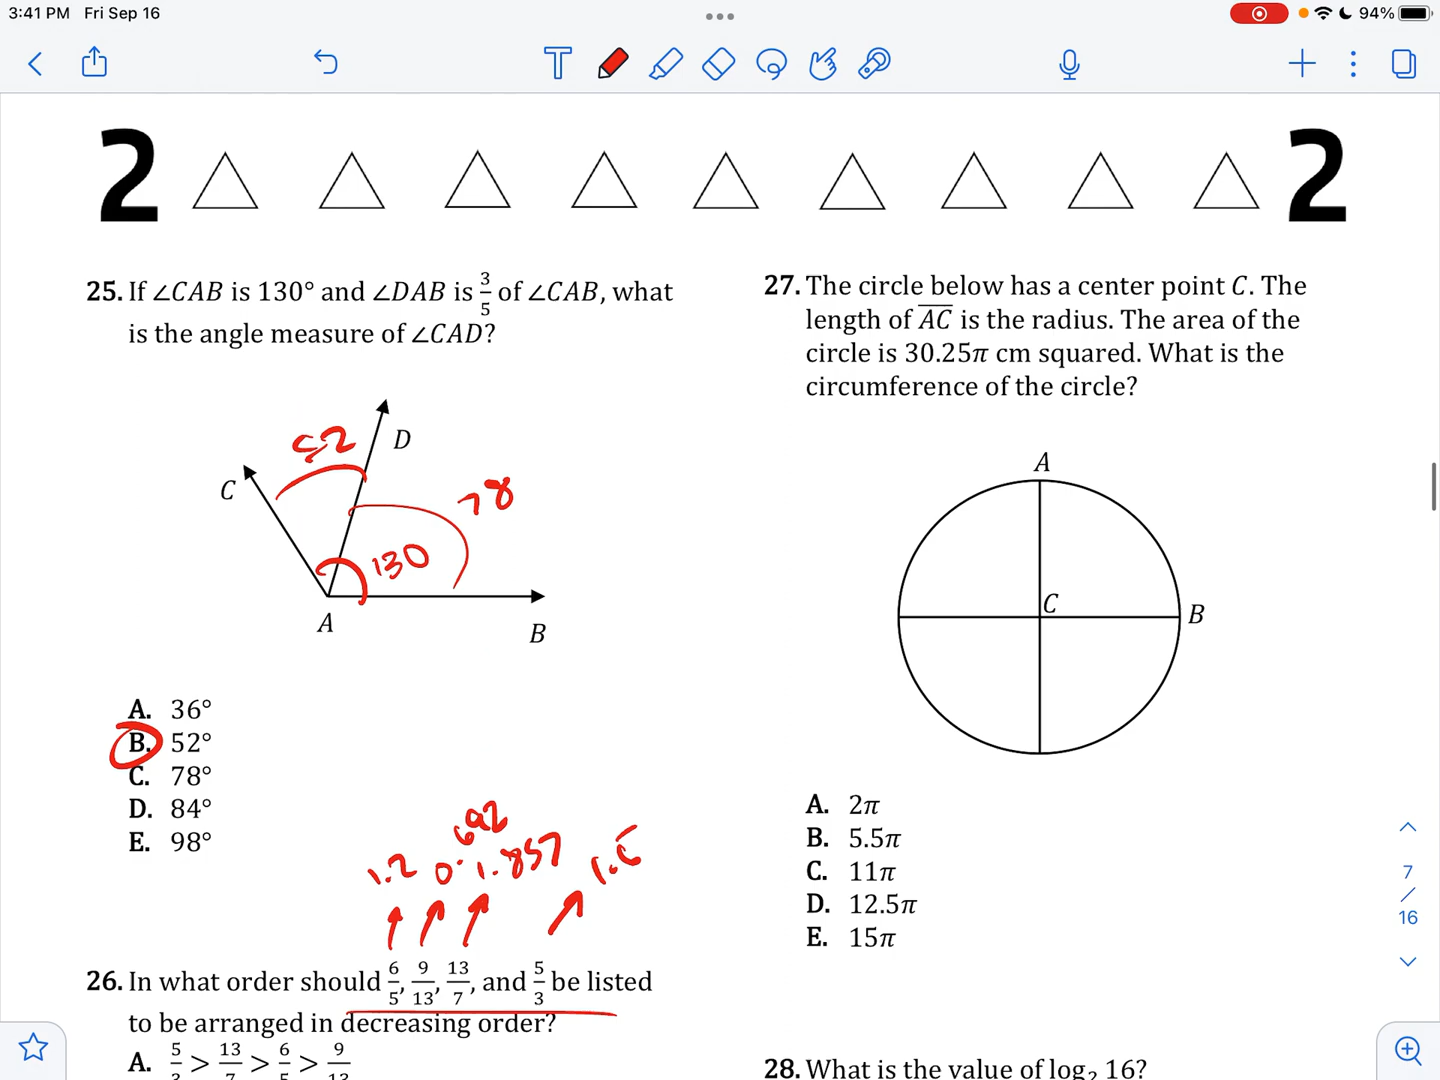 3:41 PM Fri Sep 16
94%
2 2
25. If ∠CAB is 130° and ∠DAB is 3/5 of ∠CAB, what
is the angle measure of ∠CAD?
52
D
C
78
130
A
B
A. 36°
B. 52°
C. 78°
D. 84°
E. 98°
1.2 0.692 1.857 1.6
26. In what order should 6/5, 9/13, 13/7, and 5/3 be listed
to be arranged in decreasing order?
A. 5/3 > 13/7 > 6/5 > 9/13
27. The circle below has a center point C. The
length of A͞C͞ is the radius. The area of the
circle is 30.25π cm squared. What is the
circumference of the circle?
A
C
B
A. 2π
B. 5.5π
C. 11π
D. 12.5π
E. 15π
28. What is the value of log₂ 16?
7
/
16